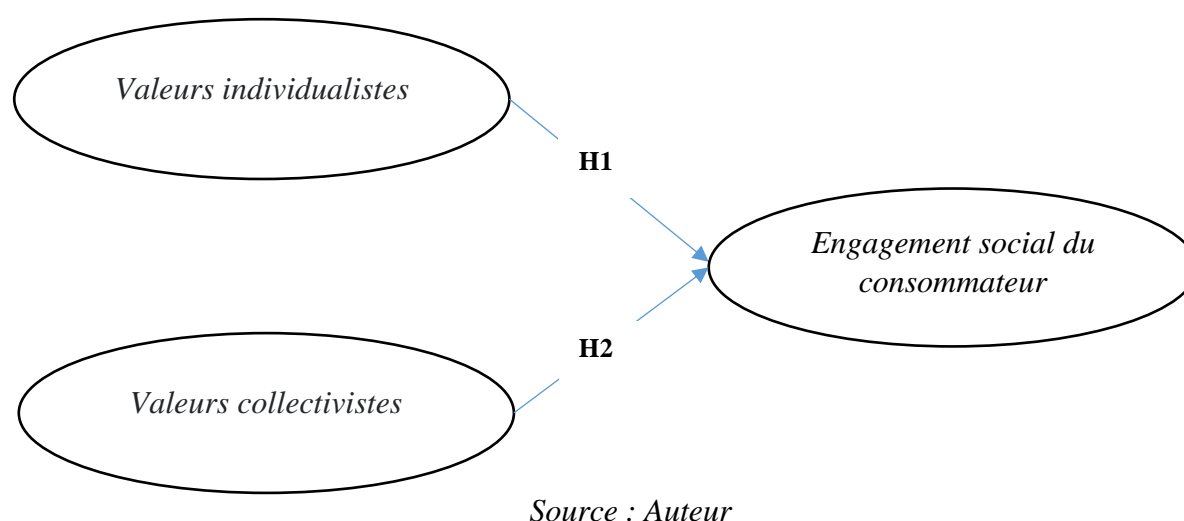 Valeurs individualistes
H1
Engagement social du
consommateur
H2
Valeurs collectivistes
Source : Auteur